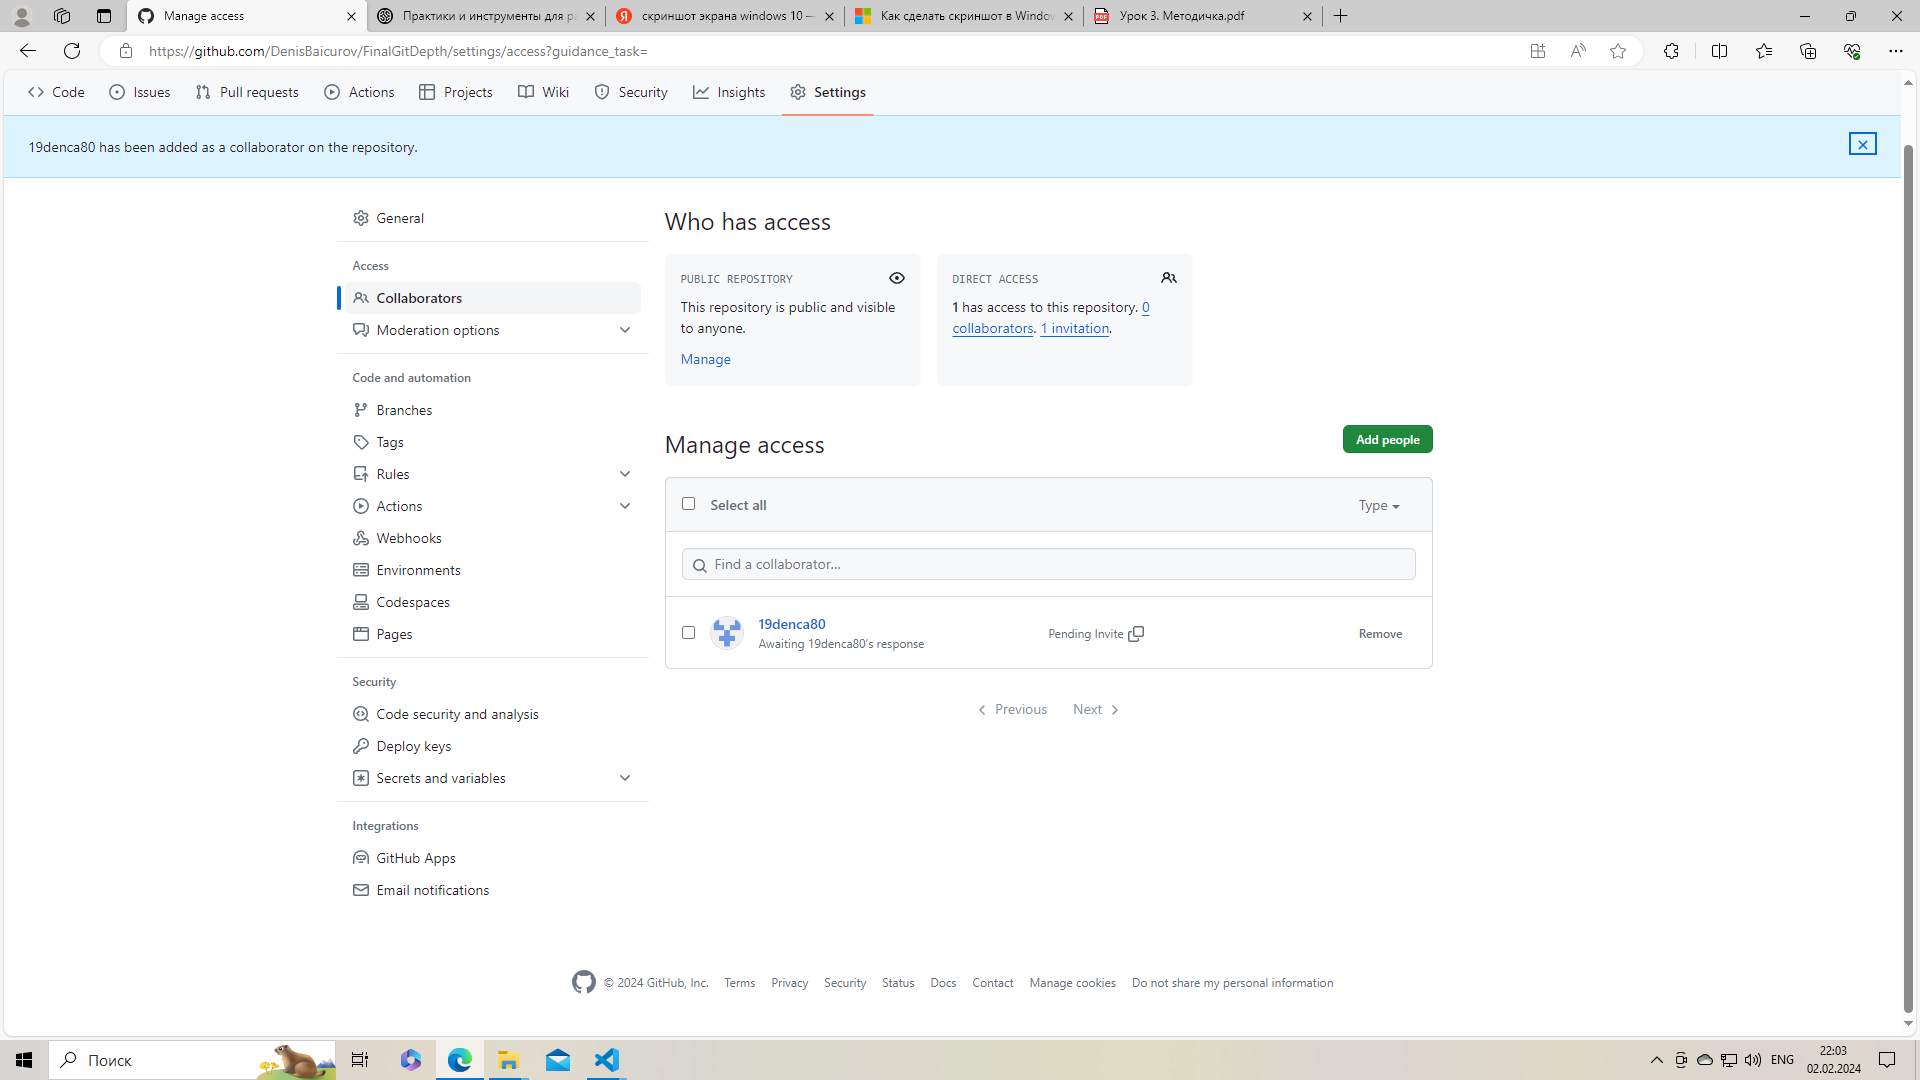 Manage access
Практики и инструменты для ра
скриншот экрана windows 10 —
Как сделать скриншот в Window
Урок 3. Методичка.pdf
https://github.com/DenisBaicurov/FinalGitDepth/settings/access?guidance_task=
Code
Issues
Pull requests
Actions
Projects
Wiki
Security
Insights
Settings
19denca80 has been added as a collaborator on the repository.
General
Access
Collaborators
Moderation options
Code and automation
Branches
Tags
Rules
Actions
Webhooks
Environments
Codespaces
Pages
Security
Code security and analysis
Deploy keys
Secrets and variables
Integrations
GitHub Apps
Email notifications
Who has access
PUBLIC REPOSITORY
This repository is public and visible
to anyone.
Manage
DIRECT ACCESS
1 has access to this repository. 0
collaborators. 1 invitation.
Manage access
Add people
Select all
Type
Find a collaborator...
19denca80
Awaiting 19denca80's response
Pending Invite
Remove
Previous
Next
© 2024 GitHub, Inc.
Terms
Privacy
Security
Status
Docs
Contact
Manage cookies
Do not share my personal information
Поиск
ENG
22:03
02.02.2024